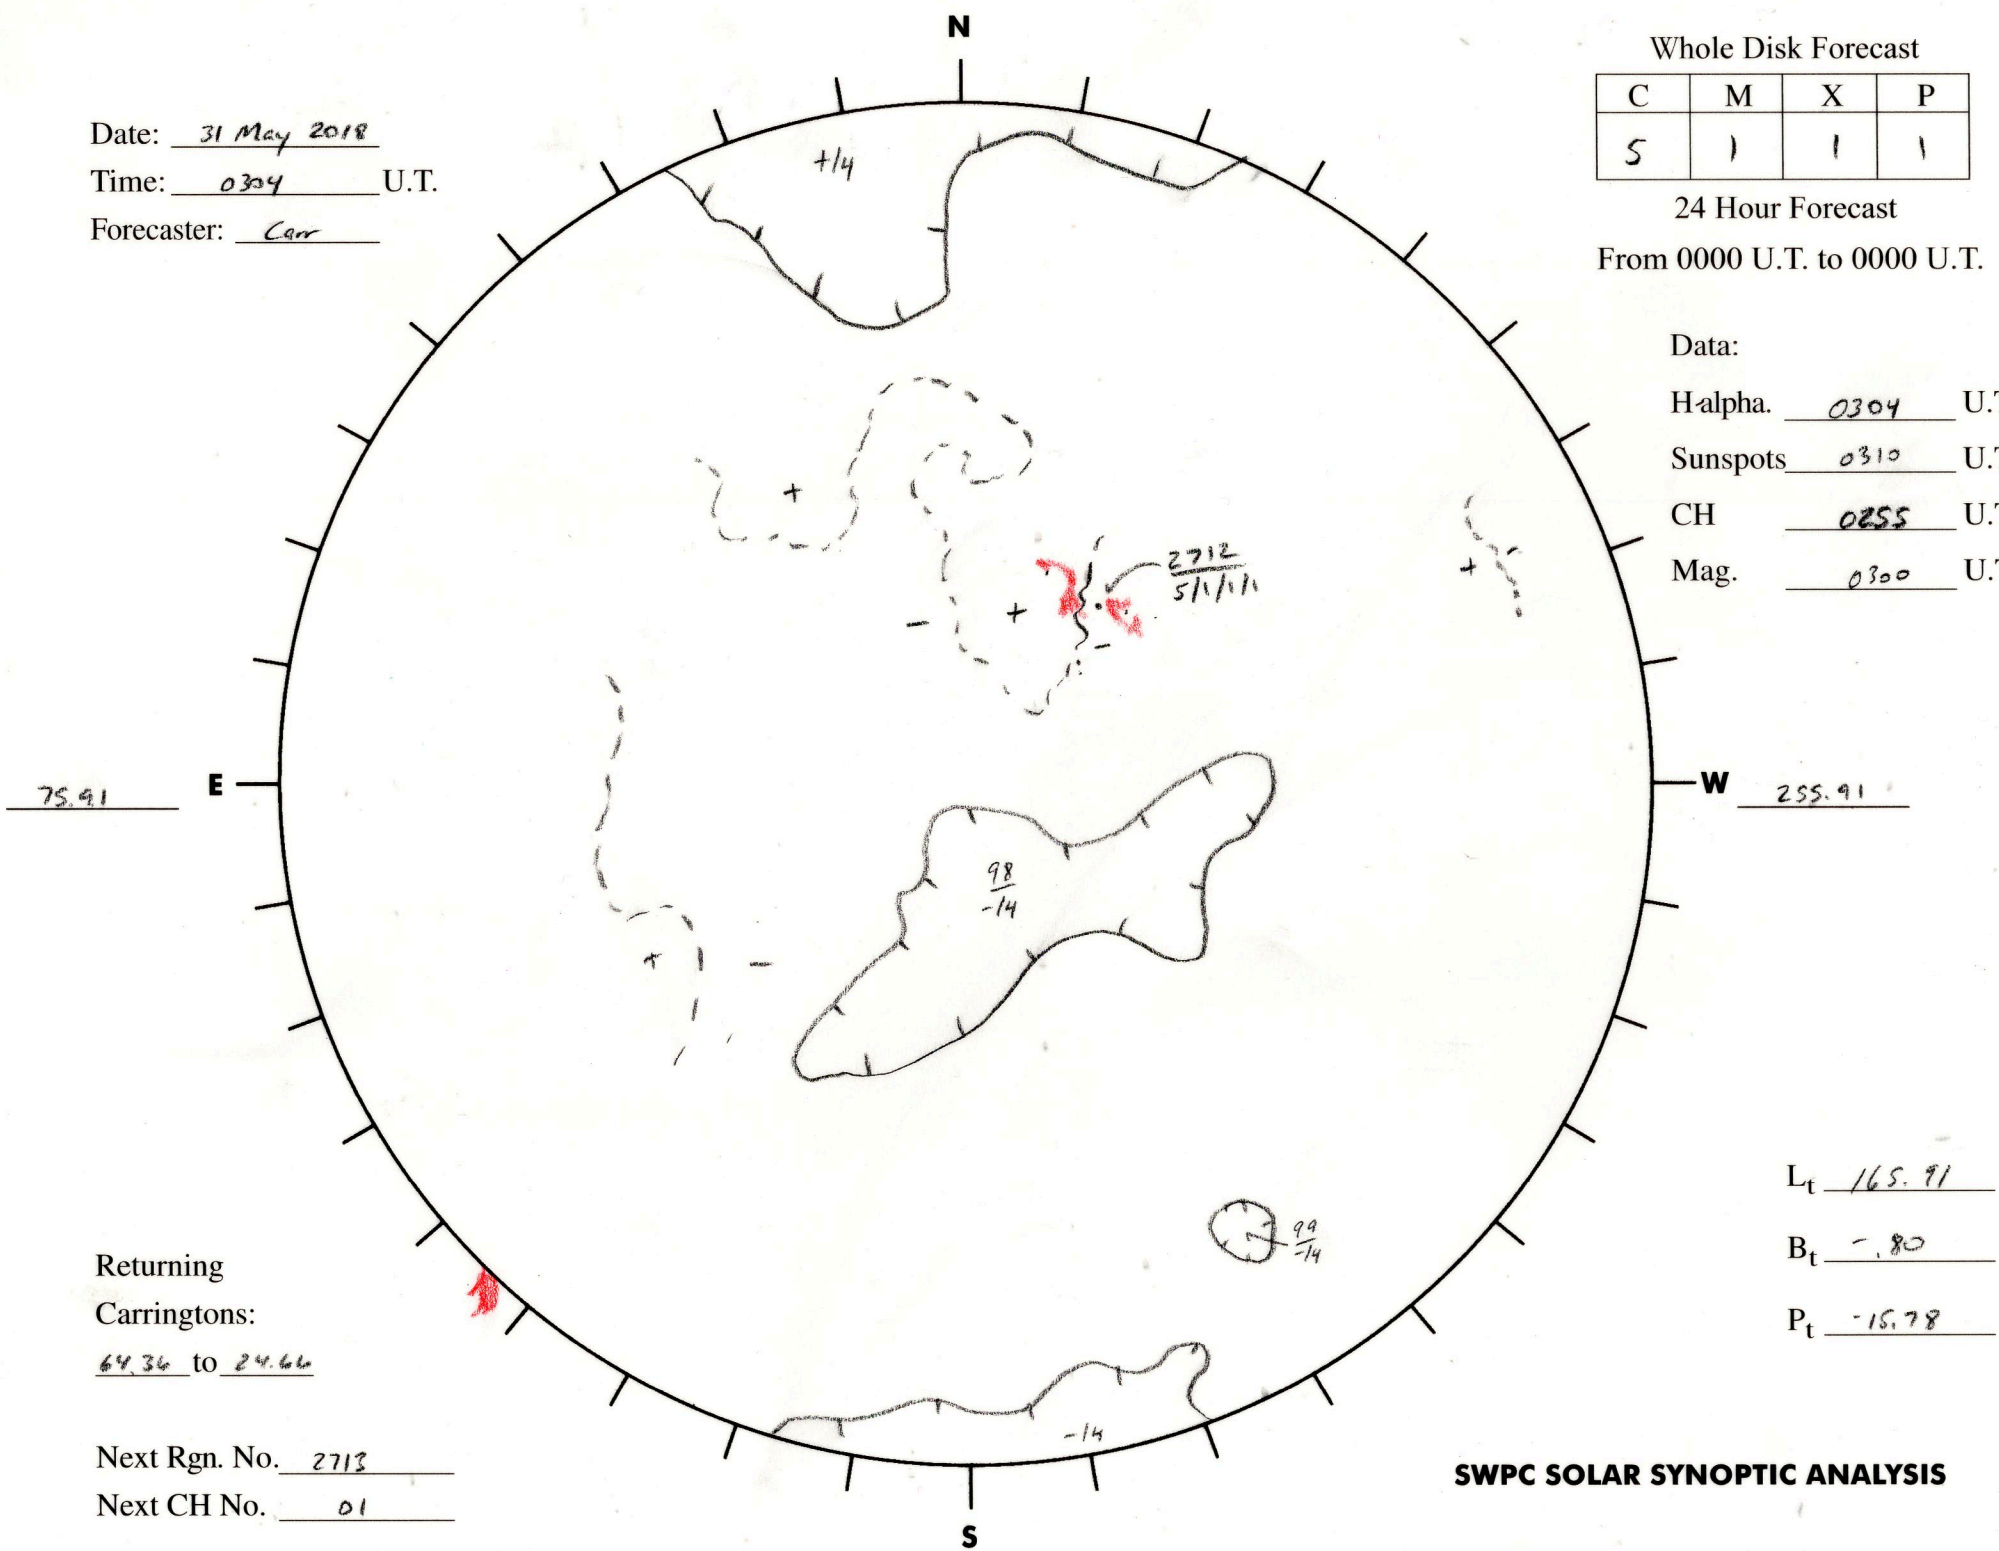 N
Whole Disk Forecast
C M X P
5 1 1 1
24 Hour Forecast
From 0000 U.T. to 0000 U.T.
Date: 31 May 2018
Time: 0304 U.T.
Forecaster: Carr
+/4
Data:
H-alpha. 0304 U.T
Sunspots 0310 U.T
CH 0255 U.T
Mag. 0300 U.T
+
2712
5/1/1/1
+
- +
-
75.91 E
W 255.91
98
-/4
+ -
99
-/4
Lt 165.91
Bt -.80
Pt -15.78
Returning
Carringtons:
64.36 to 24.66
-/4
Next Rgn. No. 2713
Next CH No. 01
SWPC SOLAR SYNOPTIC ANALYSIS
S